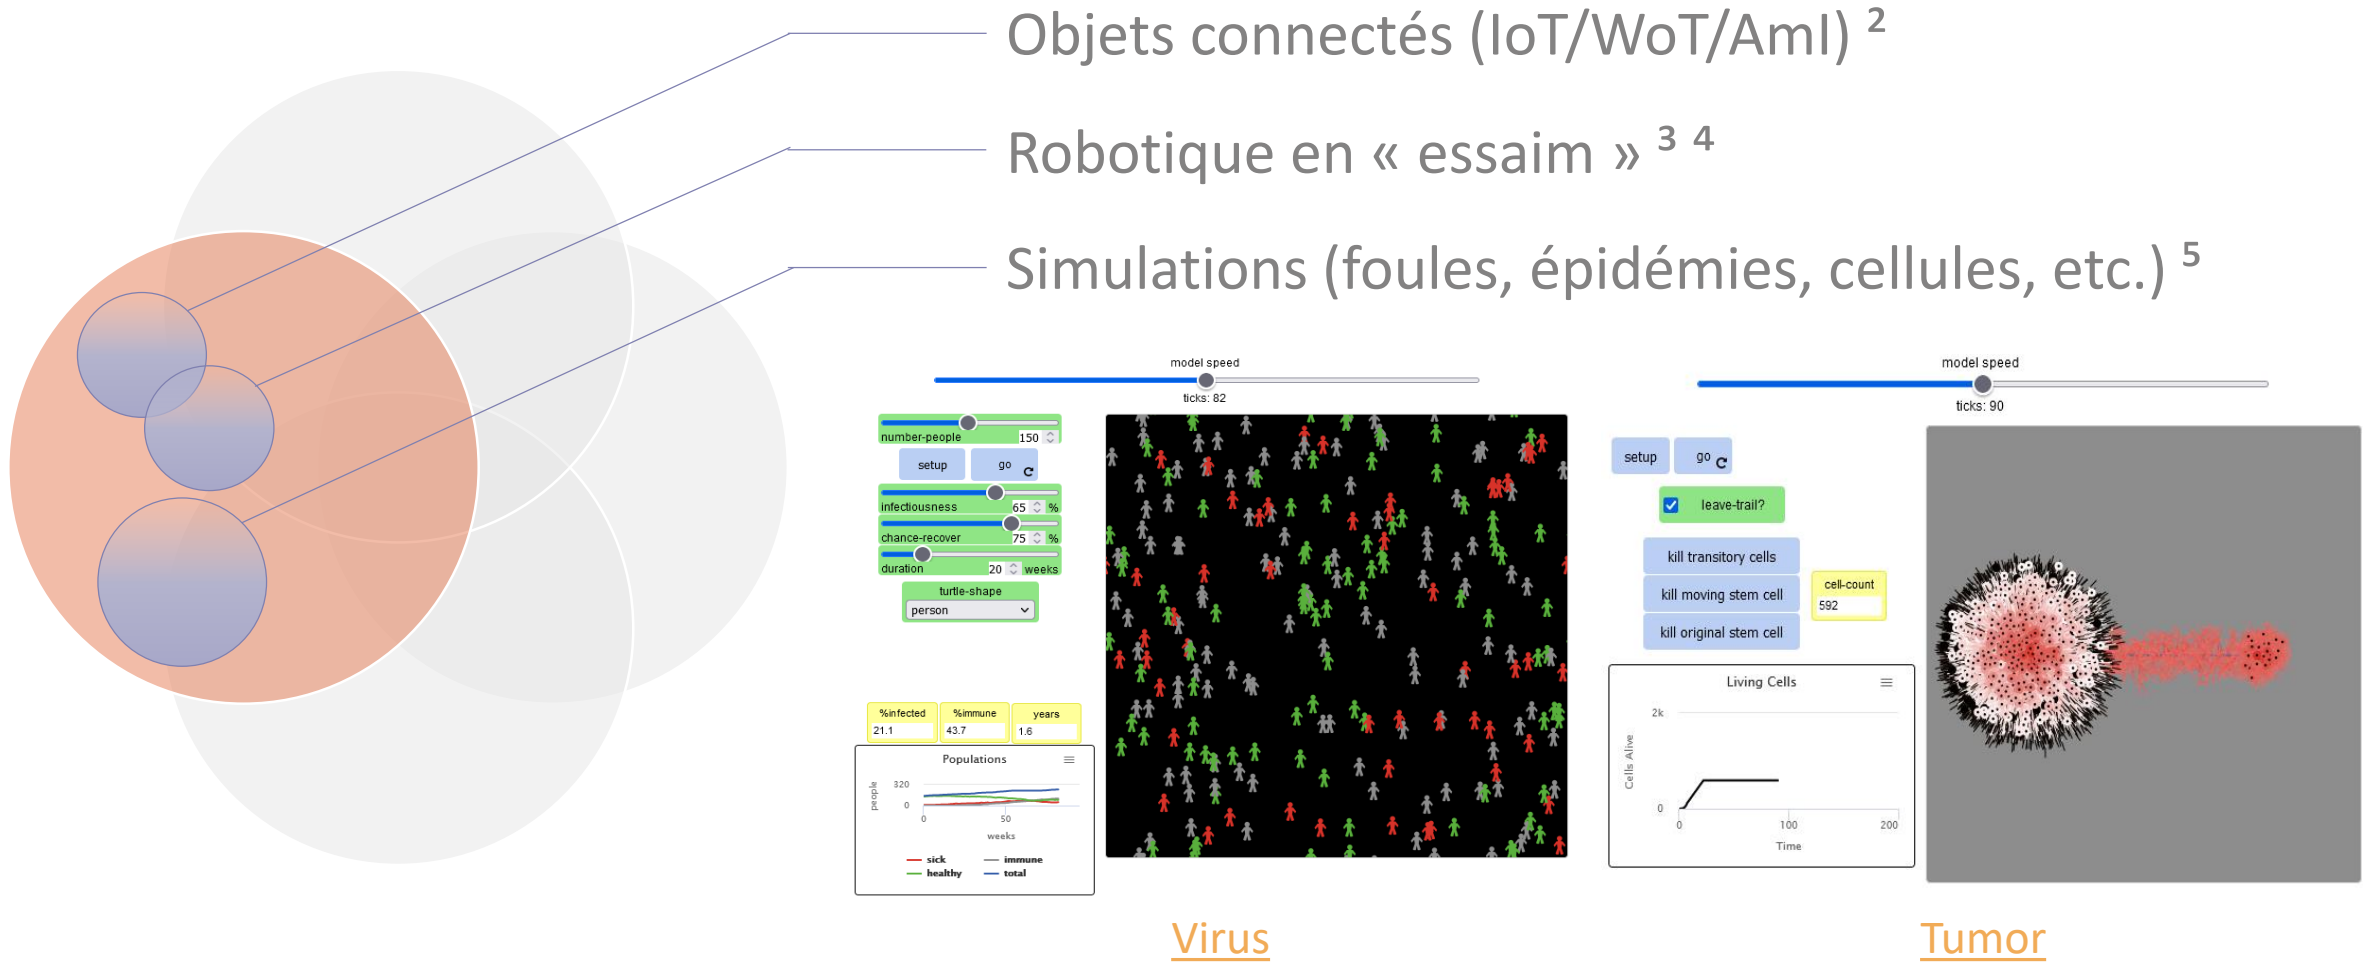 Objets connectés (IoT/WoT/AmI) ²
Robotique en « essaim » ³ ⁴
Simulations (foules, épidémies, cellules, etc.) ⁵
model speed
ticks: 82
number-people 150
setup go
infectiousness 65 %
chance-recover 75 %
duration 20 weeks
turtle-shape
person
%infected %immune years
21.1 43.7 1.6
Populations
people
320
0
0 50
weeks
sick immune
healthy total
Virus
model speed
ticks: 90
setup go
leave-trail?
kill transitory cells
kill moving stem cell
kill original stem cell
cell-count
592
Living Cells
Cells Alive
2k
0
0 100 200
Time
Tumor